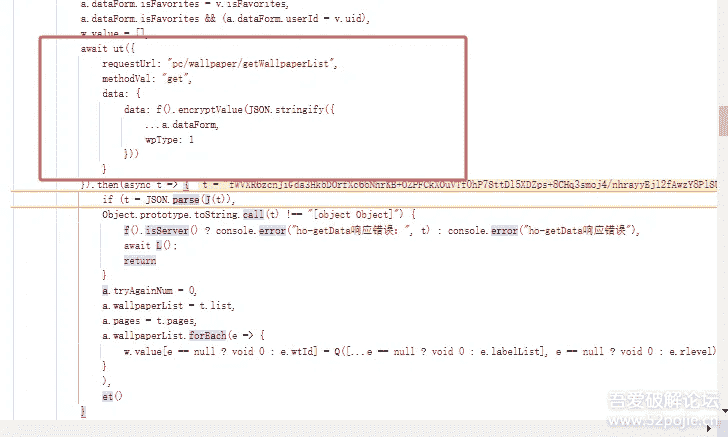 a.dataForm.isFavorites = v.isFavorites,
a.dataForm.isFavorites && (a.dataForm.userId = v.uid),
w.value = [],
await ut({
requestUrl: "pc/wallpaper/getWallpaperList",
methodVal: "get",
data: {
data: f().encryptValue(JSON.stringify({
...a.dataForm,
wpType: 1
}))
}
}).then(async t => { t =
if (t = JSON.parse(J(t)),
Object.prototype.toString.call(t) !== "[object Object]") {
f().isServer() ? console.error("ho-getData响应错误：", t) : console.error("ho-getData响应错误"),
await L();
return
}
a.tryAgainNum = 0,
a.wallpaperList = t.list,
a.pages = t.pages,
a.wallpaperList.forEach(e => {
w.value[e == null ? void 0 : e.wtId] = Q([...e == null ? void 0 : e.labelList], e == null ? void 0 : e.rlevel)
}
),
et()
}
吾爱破解论坛
www.52pojie.cn